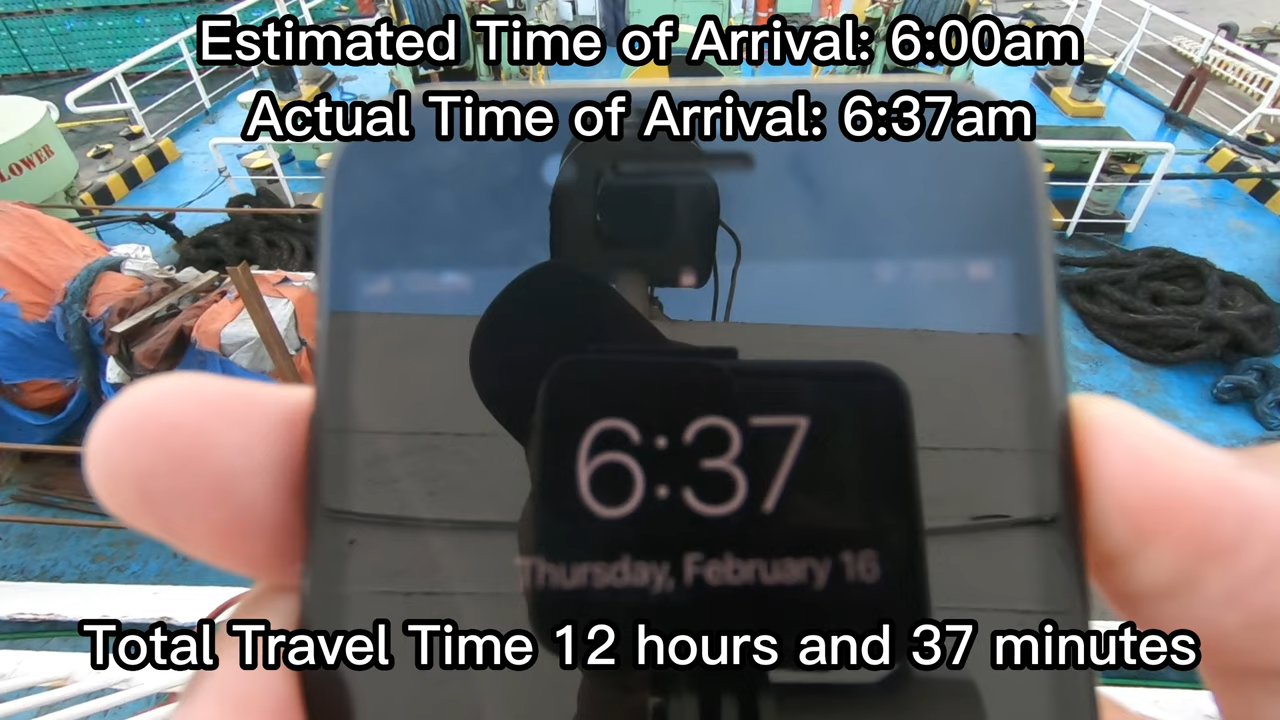 Estimated Time of Arrival: 6:00am
Actual Time of Arrival: 6:37am
LOWER
6:37
Thursday, February 16
Total Travel Time 12 hours and 37 minutes